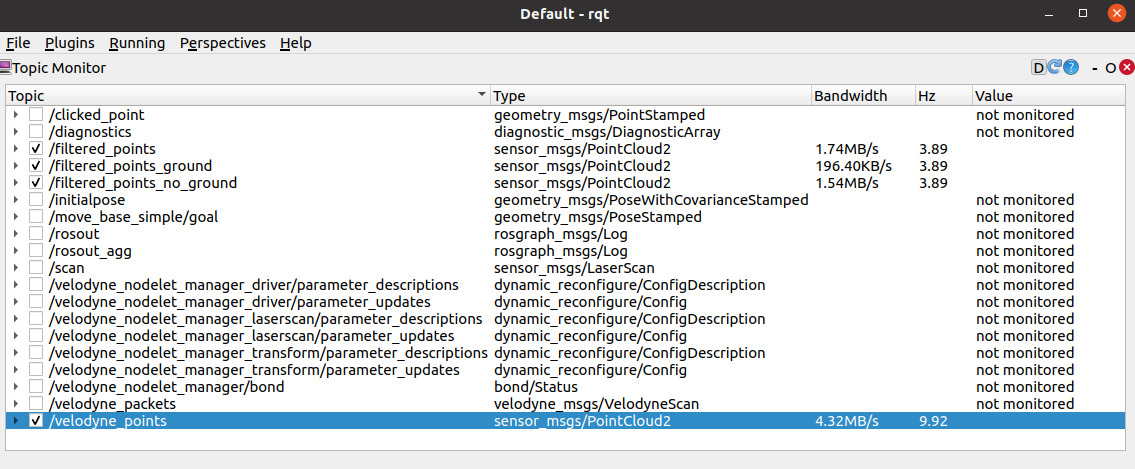 Default - rqt
File Plugins Running Perspectives Help
Topic Monitor D ? - O
Topic Type Bandwidth Hz Value
/clicked_point geometry_msgs/PointStamped not monitored
/diagnostics diagnostic_msgs/DiagnosticArray not monitored
/filtered_points sensor_msgs/PointCloud2 1.74MB/s 3.89
/filtered_points_ground sensor_msgs/PointCloud2 196.40KB/s 3.89
/filtered_points_no_ground sensor_msgs/PointCloud2 1.54MB/s 3.89
/initialpose geometry_msgs/PoseWithCovarianceStamped not monitored
/move_base_simple/goal geometry_msgs/PoseStamped not monitored
/rosout rosgraph_msgs/Log not monitored
/rosout_agg rosgraph_msgs/Log not monitored
/scan sensor_msgs/LaserScan not monitored
/velodyne_nodelet_manager_driver/parameter_descriptions dynamic_reconfigure/ConfigDescription not monitored
/velodyne_nodelet_manager_driver/parameter_updates dynamic_reconfigure/Config not monitored
/velodyne_nodelet_manager_laserscan/parameter_descriptions dynamic_reconfigure/ConfigDescription not monitored
/velodyne_nodelet_manager_laserscan/parameter_updates dynamic_reconfigure/Config not monitored
/velodyne_nodelet_manager_transform/parameter_descriptions dynamic_reconfigure/ConfigDescription not monitored
/velodyne_nodelet_manager_transform/parameter_updates dynamic_reconfigure/Config not monitored
/velodyne_nodelet_manager/bond bond/Status not monitored
/velodyne_packets velodyne_msgs/VelodyneScan not monitored
/velodyne_points sensor_msgs/PointCloud2 4.32MB/s 9.92